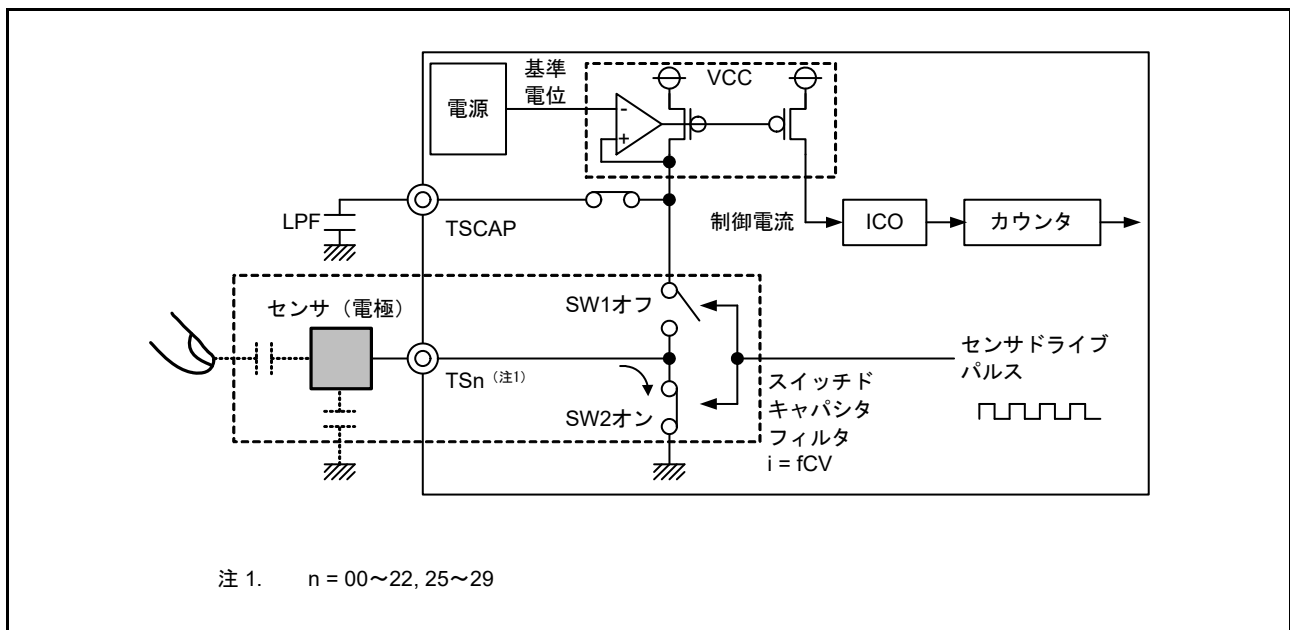 電源
基準
電位
VCC
-
+
LPF
TSCAP
制御電流
ICO
カウンタ
センサ（電極）
SW1オフ
TSn（注1）
SW2オン
スイッチド
キャパシタ
フィルタ
i = fCV
センサドライブ
パルス
注 1. n = 00～22, 25～29